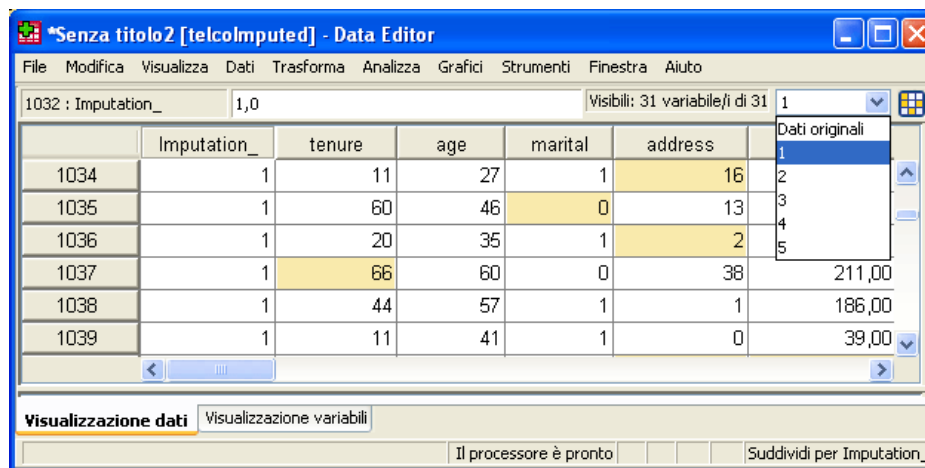 *Senza titolo2 [telcoImputed] - Data Editor
File Modifica Visualizza Dati Trasforma Analizza Grafici Strumenti Finestra Aiuto
1032 : Imputation_ 1,0 Visibili: 31 variabile/i di 31 1
Imputation_ tenure age marital address
Dati originali
1
2
3
4
5
1034 1 11 27 1 16
1035 1 60 46 0 13
1036 1 20 35 1 2
1037 1 66 60 0 38 211,00
1038 1 44 57 1 1 186,00
1039 1 11 41 1 0 39,00
Visualizzazione dati Visualizzazione variabili
Il processore è pronto Suddividi per Imputation_